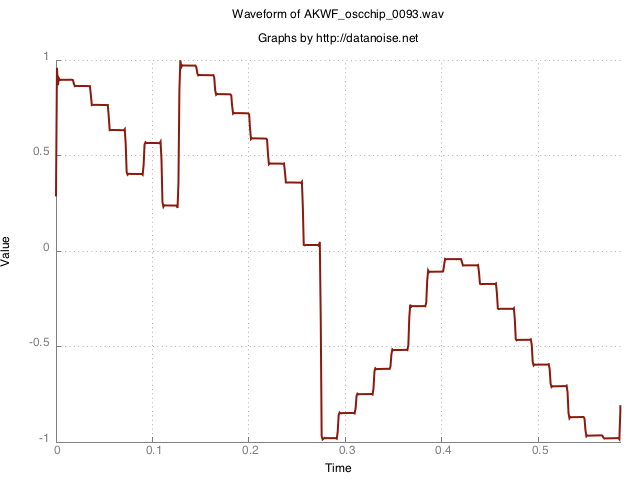 Waveform of AKWF_oscchip_0093.wav
Graphs by http://datanoise.net
1
0.5
0
-0.5
-1
Value
0 0.1 0.2 0.3 0.4 0.5
Time